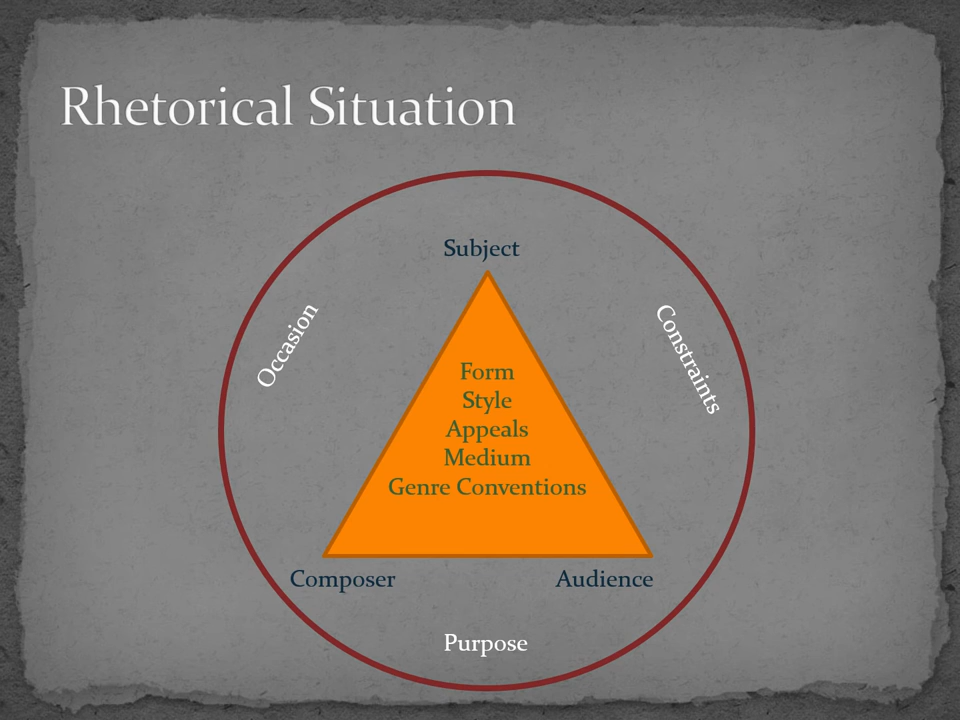 Rhetorical Situation
Subject
Occasion
Constraints
Form
Style
Appeals
Medium
Genre Conventions
Composer
Audience
Purpose